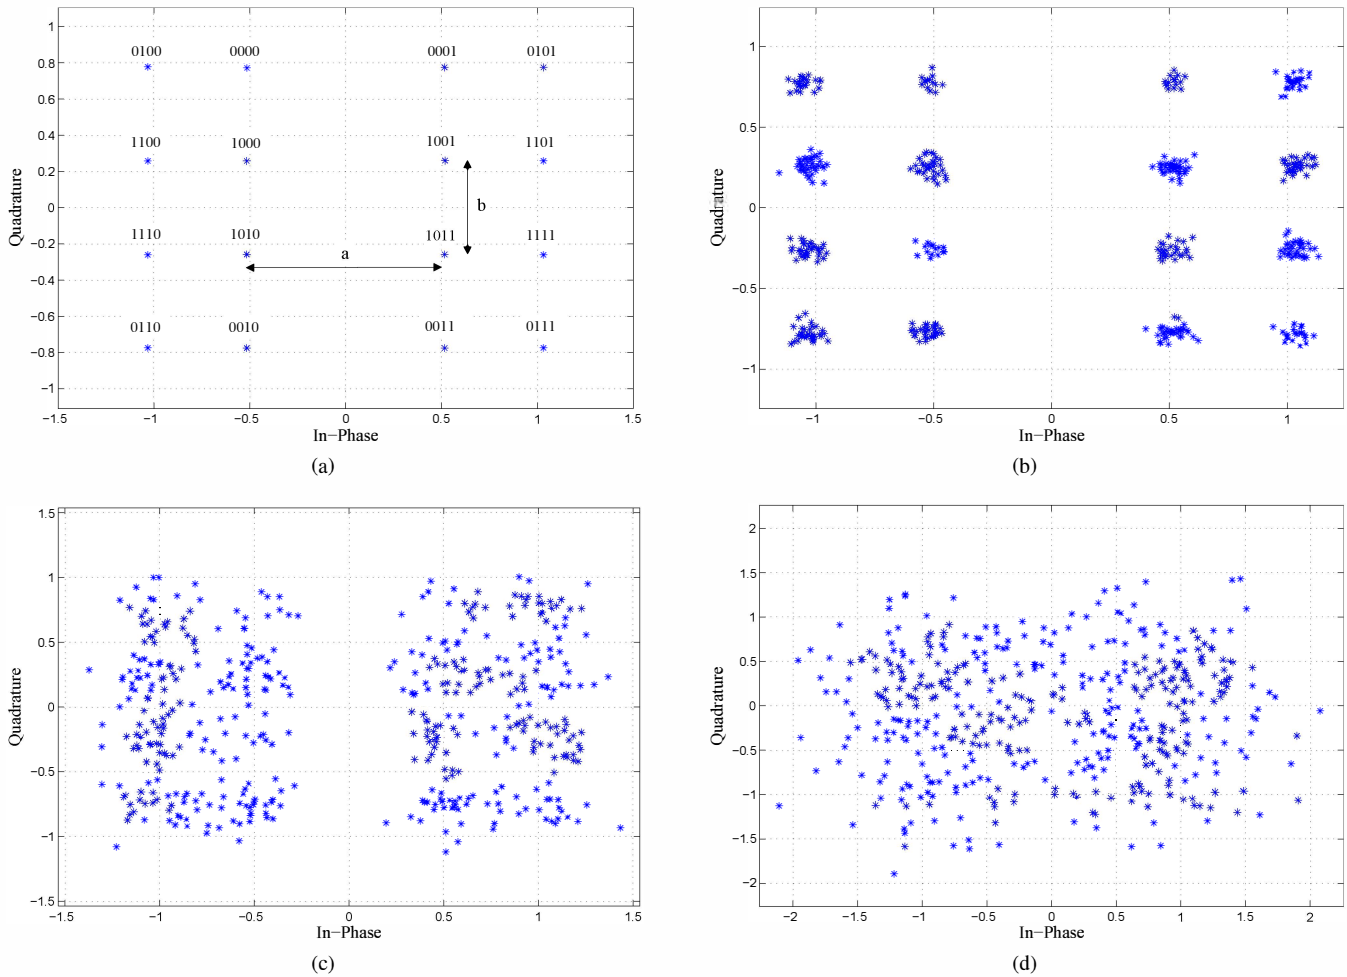 1
0.8
0.6
0.4
0.2
0
−0.2
−0.4
−0.6
−0.8
−1
Quadrature
0100 0000 0001 0101
1100 1000 1001 1101
b
1110 1010 1011 1111
a
0110 0010 0011 0111
−1.5 −1 −0.5 0 0.5 1 1.5
In−Phase
(a)
1
0.5
0
−0.5
−1
Quadrature
−1 −0.5 0 0.5 1
In−Phase
(b)
1.5
1
0.5
0
−0.5
−1
−1.5
Quadrature
−1.5 −1 −0.5 0 0.5 1 1.5
In−Phase
(c)
2
1.5
1
0.5
0
−0.5
−1
−1.5
−2
Quadrature
−2 −1.5 −1 −0.5 0 0.5 1 1.5 2
In−Phase
(d)